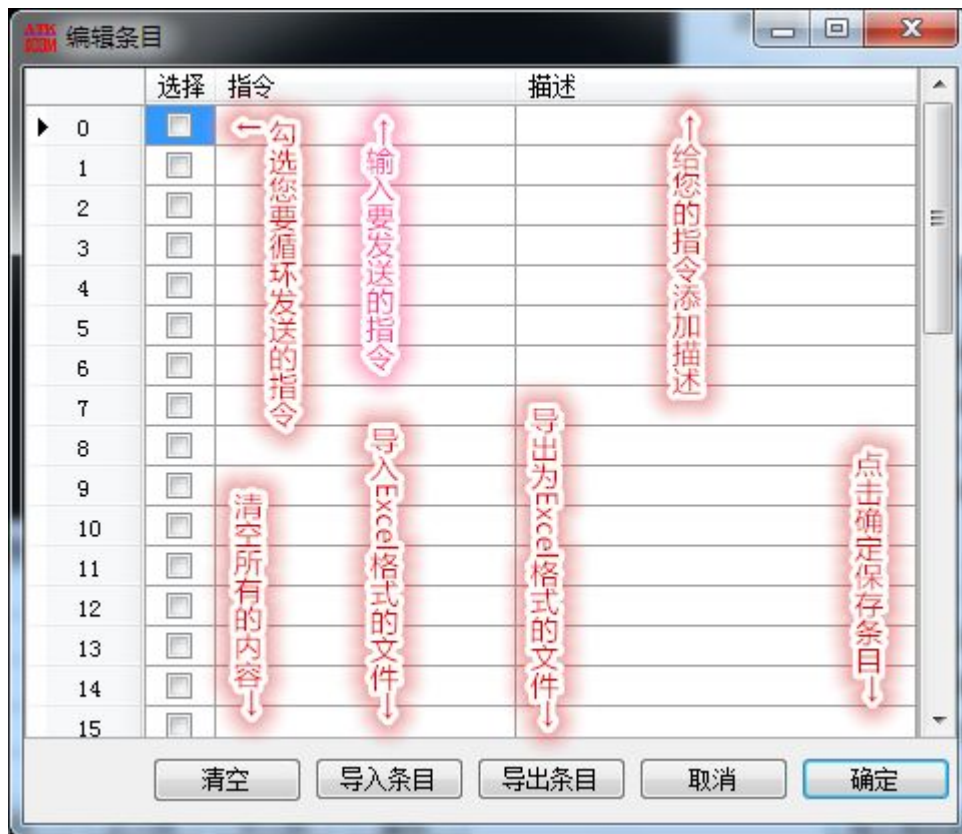 ATK
ROOM
编辑条目
选择 指令 描述
0
1
2
3
4
5
6
7
8
9
10
11
12
13
14
15
←勾选您要循环发送的指令
↑输入要发送的指令
↑给您的指令添加描述
清空所有的内容↓
导入Excel格式的文件↓
导出为Excel格式的文件↓
点击确定保存条目↓
清空 导入条目 导出条目 取消 确定